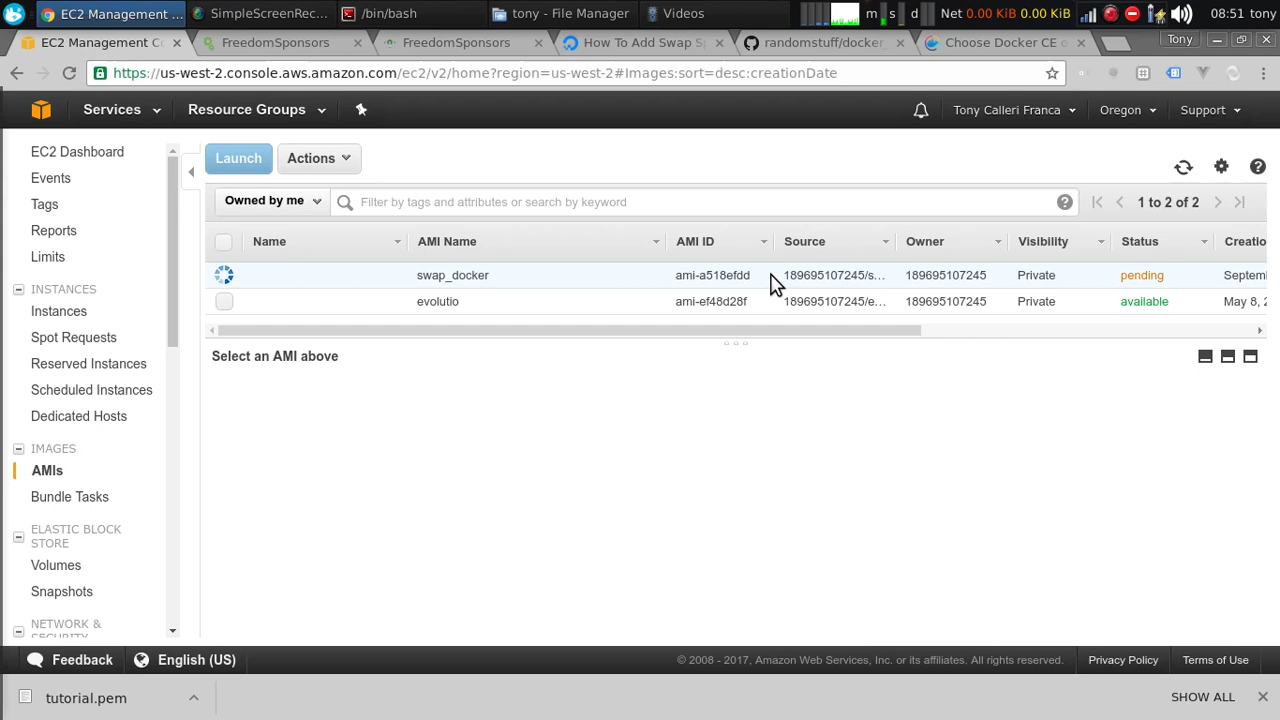 EC2 Management ...
SimpleScreenRec...
/bin/bash
tony - File Manager
Videos
m
s
d
Net 0.00 KiB 0.00 KiB
08:51 tony
EC2 Management Co
FreedomSponsors
FreedomSponsors
How To Add Swap S
randomstuff/docker
Choose Docker CE o
Tony
https://us-west-2.console.aws.amazon.com/ec2/v2/home?region=us-west-2#Images:sort=desc:creationDate
Services
Resource Groups
Tony Calleri Franca
Oregon
Support
EC2 Dashboard
Events
Tags
Reports
Limits
INSTANCES
Instances
Spot Requests
Reserved Instances
Scheduled Instances
Dedicated Hosts
IMAGES
AMIs
Bundle Tasks
ELASTIC BLOCK
STORE
Volumes
Snapshots
NETWORK &
SECURITY
Launch
Actions
Owned by me
Filter by tags and attributes or search by keyword
1 to 2 of 2
Name AMI Name AMI ID Source Owner Visibility Status Creatio
swap_docker ami-a518efdd 189695107245/s... 189695107245 Private pending Septem
evolutio ami-ef48d28f 189695107245/e... 189695107245 Private available May 8, 2
Select an AMI above
Feedback
English (US)
© 2008 - 2017, Amazon Web Services, Inc. or its affiliates. All rights reserved.
Privacy Policy
Terms of Use
tutorial.pem
SHOW ALL